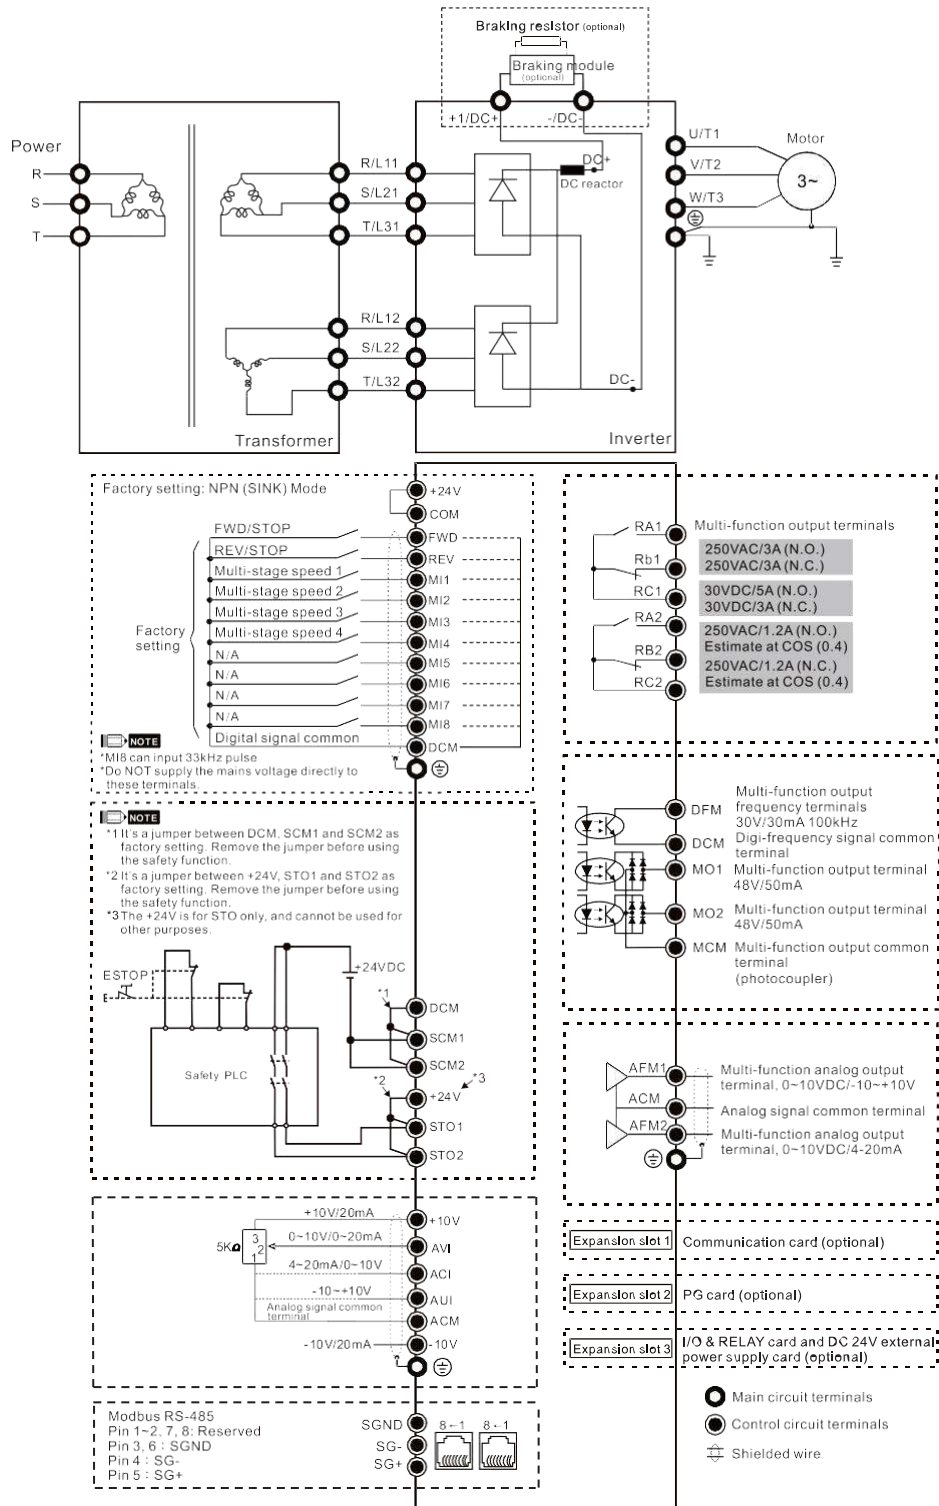 Braking resistor (optional)
Braking module
(optional)
+1/DC+
-/DC-
Power
R
S
T
R/L11
S/L21
T/L31
R/L12
S/L22
T/L32
DC+
DC reactor
DC-
U/T1
V/T2
W/T3
Motor
3~
Transformer
Inverter
Factory setting: NPN (SINK) Mode
+24V
COM
FWD/STOP
FWD
REV/STOP
REV
Multi-stage speed 1
MI1
Multi-stage speed 2
MI2
Multi-stage speed 3
MI3
Multi-stage speed 4
MI4
Factory
setting
N/A
MI5
N/A
MI6
N/A
MI7
N/A
MI8
Digital signal common
DCM
NOTE
*MI8 can input 33kHz pulse
*Do NOT supply the mains voltage directly to
these terminals.
RA1
Multi-function output terminals
Rb1
250VAC/3A (N.O.)
250VAC/3A (N.C.)
RC1
30VDC/5A (N.O.)
30VDC/3A (N.C.)
RA2
250VAC/1.2A (N.O.)
Estimate at COS (0.4)
RB2
250VAC/1.2A (N.C.)
Estimate at COS (0.4)
RC2
NOTE
*1 It's a jumper between DCM, SCM1 and SCM2 as
factory setting. Remove the jumper before using
the safety function.
*2 It's a jumper between +24V, STO1 and STO2 as
factory setting. Remove the jumper before using
the safety function.
*3 The +24V is for STO only, and cannot be used for
other purposes.
ESTOP
+24VDC
Safety PLC
*1
DCM
SCM1
SCM2
*2
*3
+24V
STO1
STO2
DFM
Multi-function output
frequency terminals
30V/30mA 100kHz
DCM
Digi-frequency signal common
terminal
MO1
Multi-function output terminal
48V/50mA
MO2
Multi-function output terminal
48V/50mA
MCM
Multi-function output common
terminal
(photocoupler)
AFM1
Multi-function analog output
terminal, 0~10VDC/-10~+10V
ACM
Analog signal common terminal
AFM2
Multi-function analog output
terminal, 0~10VDC/4-20mA
+10V/20mA
+10V
5KΩ
3
2
1
0~10V/0~20mA
AVI
4~20mA/0~10V
ACI
-10~+10V
AUI
Analog signal common
terminal
ACM
-10V/20mA
-10V
Expansion slot 1
Communication card (optional)
Expansion slot 2
PG card (optional)
Expansion slot 3
I/O & RELAY card and DC 24V external
power supply card (optional)
Main circuit terminals
Control circuit terminals
Shielded wire
Modbus RS-485
Pin 1~2, 7, 8: Reserved
Pin 3, 6 : SGND
Pin 4 : SG-
Pin 5 : SG+
SGND
SG-
SG+
8←1
8←1